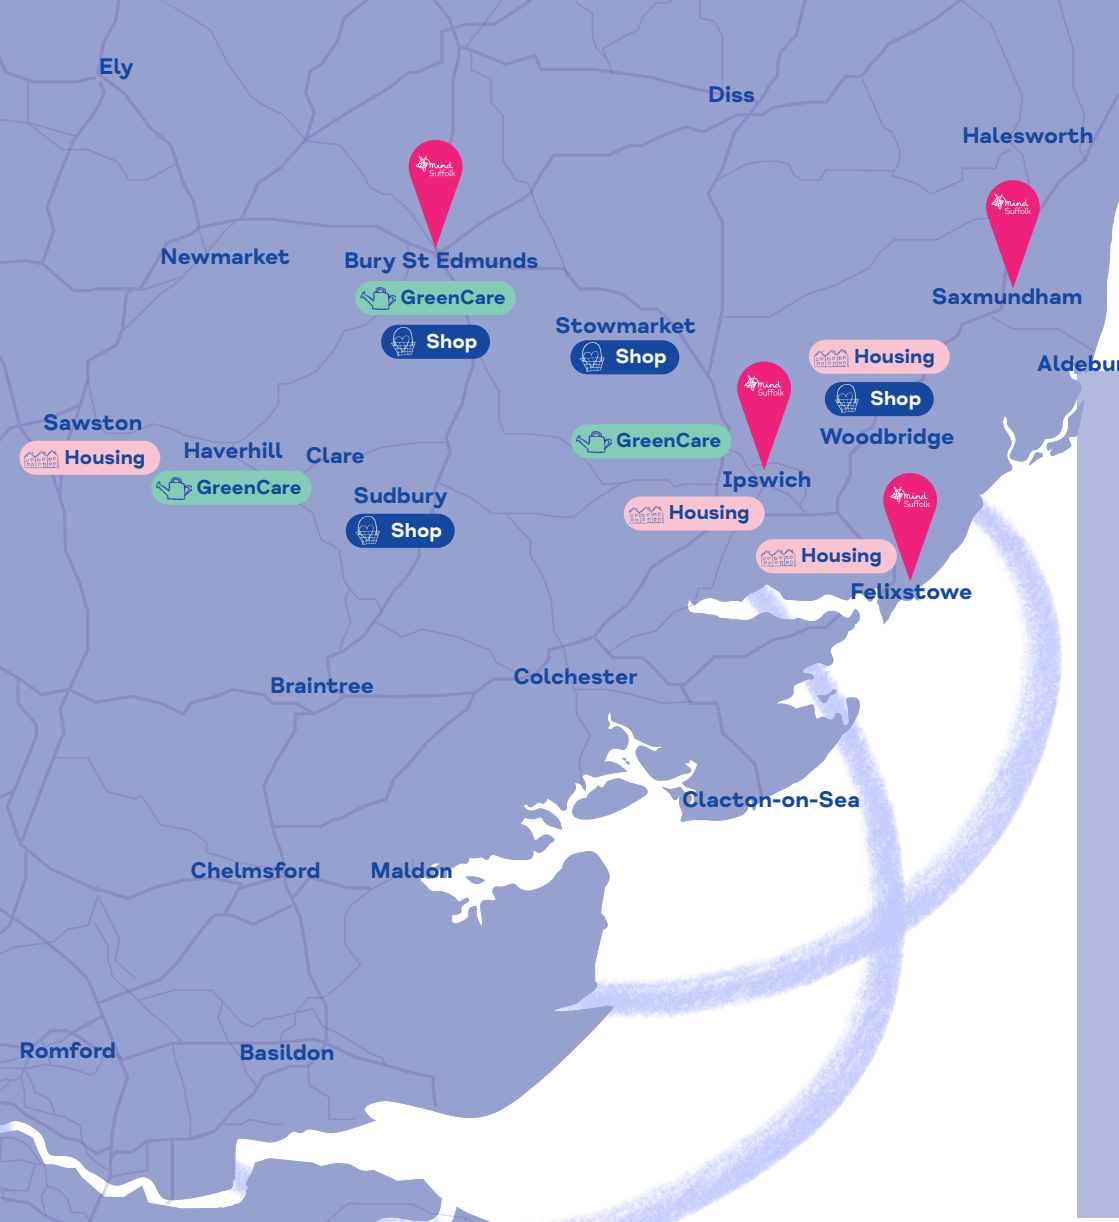 Ely
Diss
Halesworth
mind
Suffolk
mind
Suffolk
Newmarket
Bury St Edmunds
GreenCare
Shop
Saxmundham
Stowmarket
Shop
Housing
Shop
Aldebur
mind
Suffolk
Sawston
Housing
Haverhill
GreenCare
Clare
GreenCare
Woodbridge
Ipswich
Housing
Sudbury
Shop
mind
Suffolk
Housing
Felixstowe
Braintree
Colchester
Clacton-on-Sea
Chelmsford
Maldon
Romford
Basildon